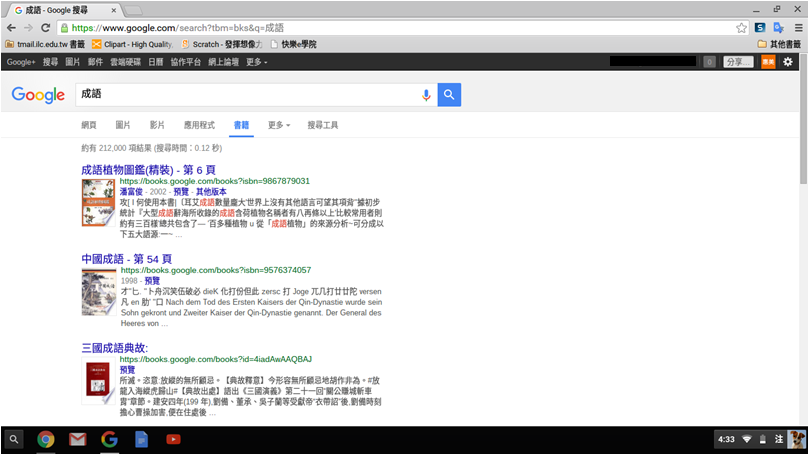 成語 - Google 搜尋
https://www.google.com/search?tbm=bks&q=成語
tmail.ilc.edu.tw 書籤 Clipart - High Quality, Scratch - 發揮想像力 快樂e學院 其他書籤
Google+ 搜尋 圖片 郵件 雲端硬碟 日曆 協作平台 網上論壇 更多 0 分享... 惠美
Google 成語
網頁 圖片 影片 應用程式 書籍 更多 搜尋工具
約有 212,000 項結果 (搜尋時間:0.12 秒)
成語植物圖鑑(精裝) - 第 6 頁
https://books.google.com/books?isbn=9867879031
潘富俊 - 2002 - 預覽 - 其他版本
攻[ I 何使用本書|〔耳艾成語數量龐大‵世界上沒有其他語言可望其項背‵‵據初步
統計『大型成語辭海所收錄的成語含荷植物名稱者有八再條以上‵比較常用者則
約有三百樣‵總共包含了— ‵百多種植物 u 從「成語植物」的來源分析~可分成以
下五大語源:一~ ...
中國成語 - 第 54 頁
https://books.google.com/books?isbn=9576374057
1998 - 預覽
才"匕. "卜舟沉笑伍破必 dieK 化打份但此 zersc 打 Joge 兀几打廿廿陀 versen
凡 en 肋' "口 Nach dem Tod des Ersten Kaisers der Qin-Dynastie wurde sein
Sohn gekront und Zweiter Kaiser der Qin-Dynastie genannt. Der General des
Heeres von ...
三國成語典故:
https://books.google.com/books?id=4iadAwAAQBAJ
預覽
所滅。恣意:放縱的無所顧忌。【典故釋意】今形容無所顧忌地胡作非為。#放
龍入海縱虎歸山#【典故出處】語出《三國演義》第二十一回"關公賺城斬車
冑"章節。建安四年(199 年),劉備、董承、吳子蘭等受獻帝"衣帶詔"後,劉備時刻
擔心曹操加害,便在住處後 ...
4:33 注